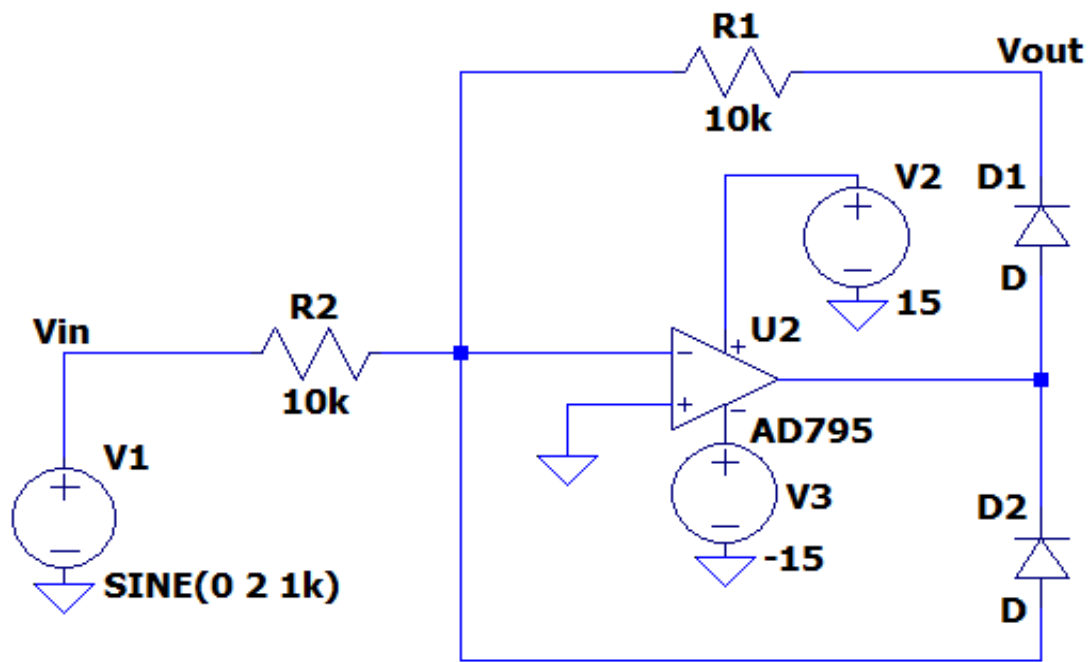 R1
Vout
10k
V2
D1
R2
15
D
Vin
U2
+
−
+
−
10k
+
−
AD795
V1
+
−
V3
+
−
D2
-15
SINE(0 2 1k)
D